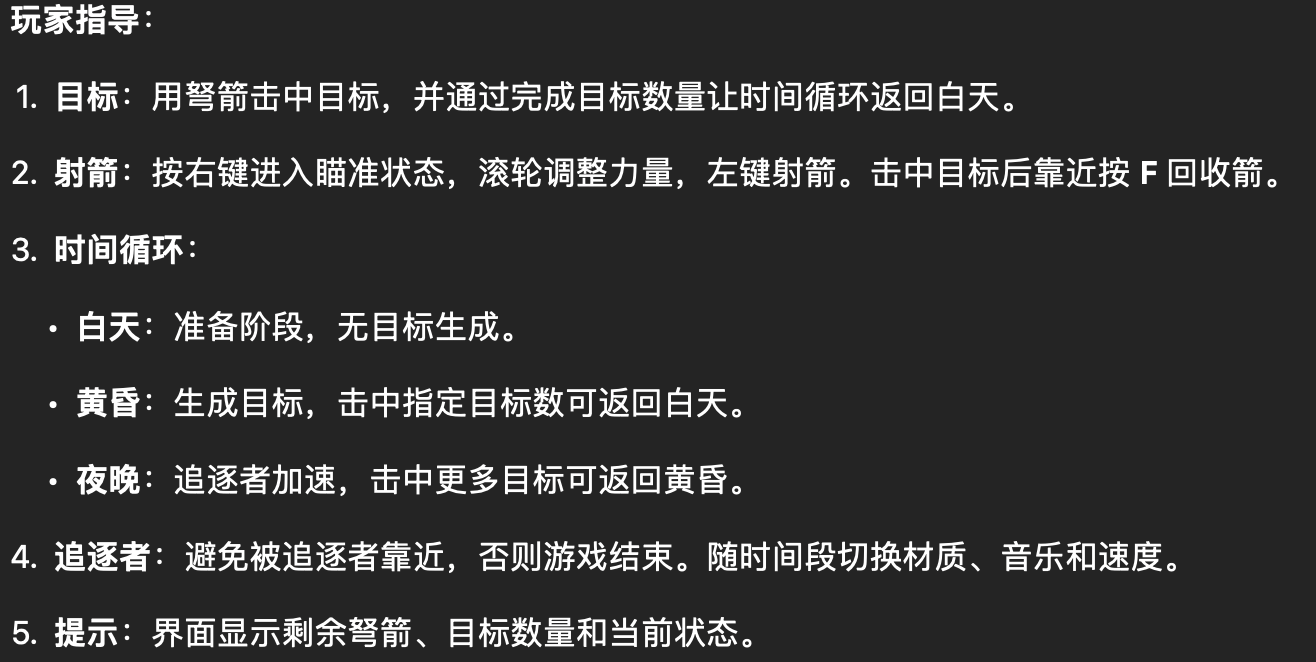 玩家指导：
1. 目标：用弩箭击中目标，并通过完成目标数量让时间循环返回白天。
2. 射箭：按右键进入瞄准状态，滚轮调整力量，左键射箭。击中目标后靠近按 F 回收箭。
3. 时间循环：
• 白天：准备阶段，无目标生成。
• 黄昏：生成目标，击中指定目标数可返回白天。
• 夜晚：追逐者加速，击中更多目标可返回黄昏。
4. 追逐者：避免被追逐者靠近，否则游戏结束。随时间段切换材质、音乐和速度。
5. 提示：界面显示剩余弩箭、目标数量和当前状态。